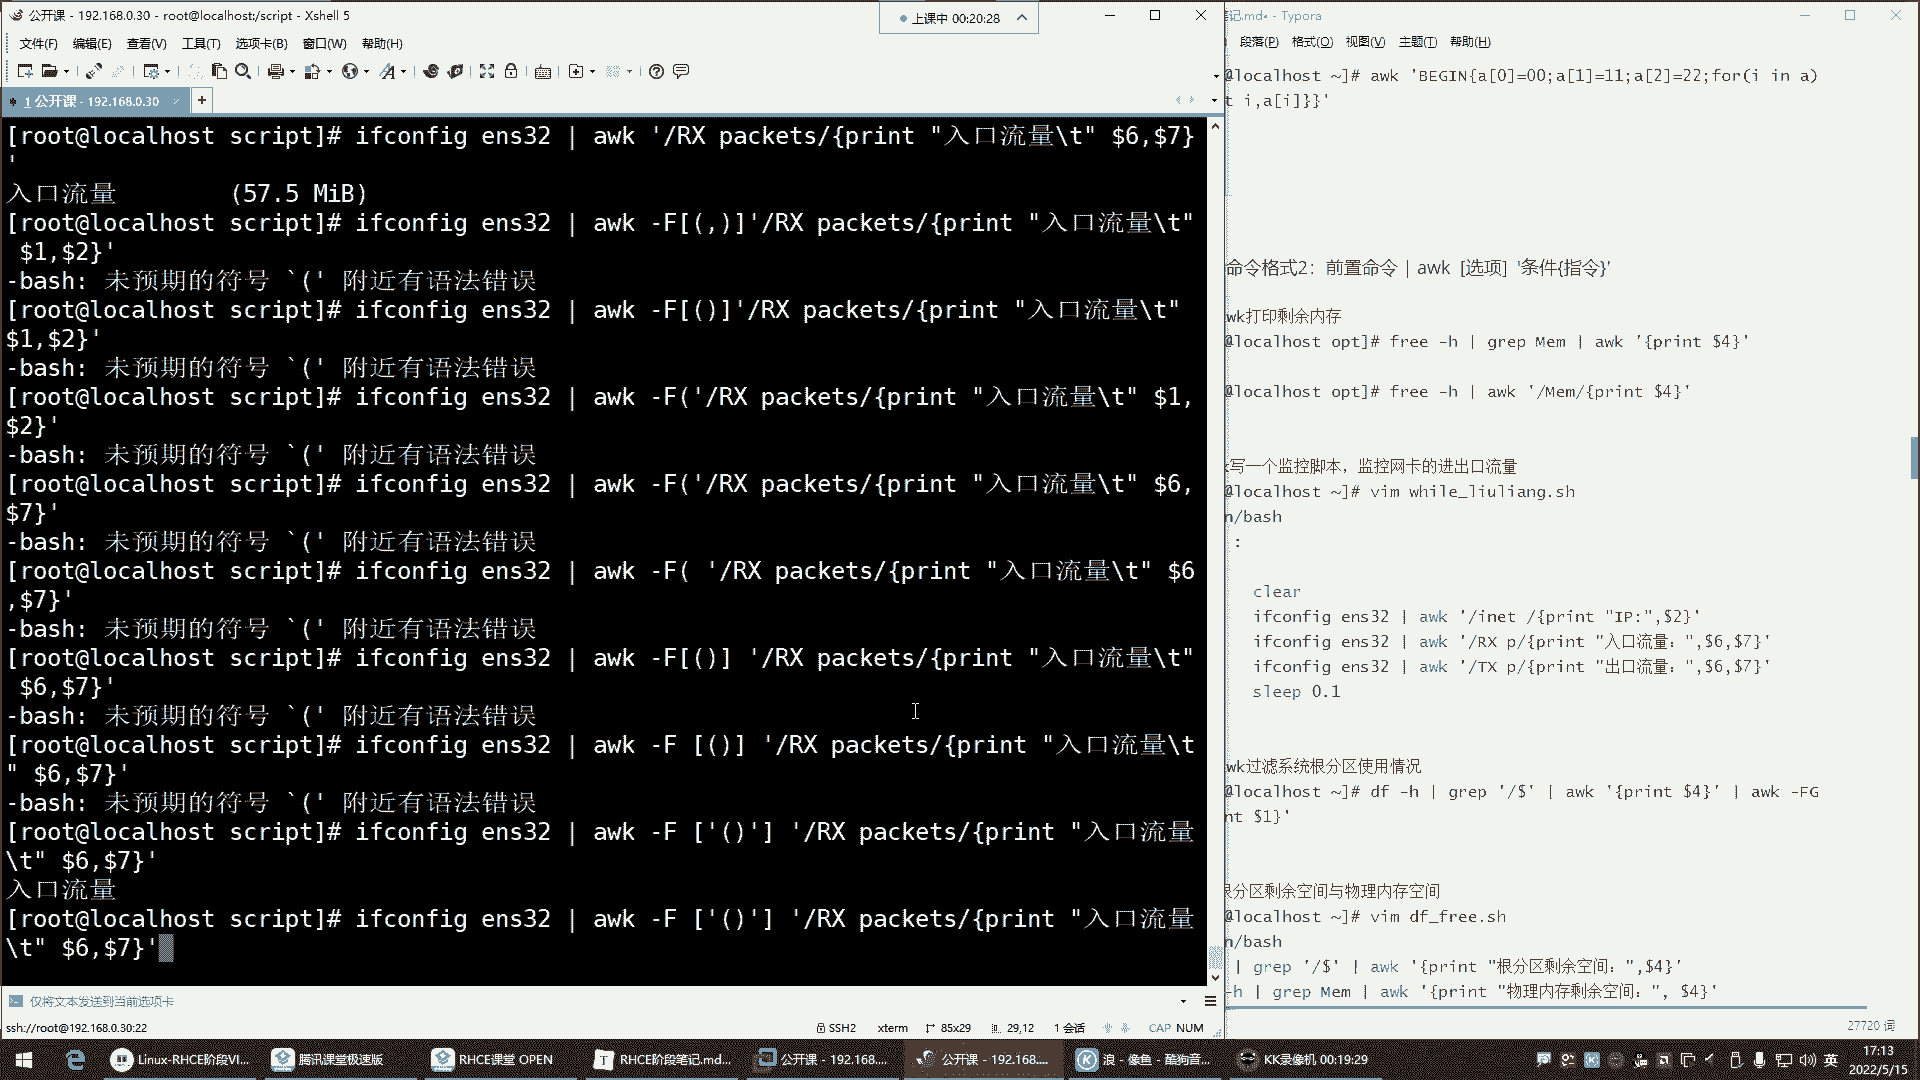 公开课 - 192.168.0.30 - root@localhost:/script - Xshell 5
上课中 00:20:28
文件(F) 编辑(E) 查看(V) 工具(T) 选项卡(B) 窗口(W) 帮助(H)
1 公开课 - 192.168.0.30
[root@localhost script]# ifconfig ens32 | awk '/RX packets/{print "入口流量\t" $6,$7}
'
入口流量        (57.5 MiB)
[root@localhost script]# ifconfig ens32 | awk -F[(,)]'/RX packets/{print "入口流量\t"
 $1,$2}'
-bash: 未预期的符号 `(' 附近有语法错误
[root@localhost script]# ifconfig ens32 | awk -F[()]'/RX packets/{print "入口流量\t"
$1,$2}'
-bash: 未预期的符号 `(' 附近有语法错误
[root@localhost script]# ifconfig ens32 | awk -F('/RX packets/{print "入口流量\t" $1,
$2}'
-bash: 未预期的符号 `(' 附近有语法错误
[root@localhost script]# ifconfig ens32 | awk -F('/RX packets/{print "入口流量\t" $6,
$7}'
-bash: 未预期的符号 `(' 附近有语法错误
[root@localhost script]# ifconfig ens32 | awk -F( '/RX packets/{print "入口流量\t" $6
,$7}'
-bash: 未预期的符号 `(' 附近有语法错误
[root@localhost script]# ifconfig ens32 | awk -F[()] '/RX packets/{print "入口流量\t"
 $6,$7}'
-bash: 未预期的符号 `(' 附近有语法错误
[root@localhost script]# ifconfig ens32 | awk -F [()] '/RX packets/{print "入口流量\t
" $6,$7}'
-bash: 未预期的符号 `(' 附近有语法错误
[root@localhost script]# ifconfig ens32 | awk -F ['()'] '/RX packets/{print "入口流量
\t" $6,$7}'
入口流量
[root@localhost script]# ifconfig ens32 | awk -F ['()'] '/RX packets/{print "入口流量
\t" $6,$7}'
仅将文本发送到当前选项卡
ssh://root@192.168.0.30:22
SSH2 xterm 85x29 29,12 1 会话 CAP NUM
笔记.md• - Typora
段落(P) 格式(O) 视图(V) 主题(T) 帮助(H)
@localhost ~]# awk 'BEGIN{a[0]=00;a[1]=11;a[2]=22;for(i in a)
t i,a[i]}}'
命令格式2：前置命令 | awk [选项] '条件{指令}'
wk打印剩余内存
@localhost opt]# free -h | grep Mem | awk '{print $4}'
@localhost opt]# free -h | awk '/Mem/{print $4}'
写一个监控脚本，监控网卡的进出口流量
@localhost ~]# vim while_liuliang.sh
n/bash
:
clear
ifconfig ens32 | awk '/inet /{print "IP:",$2}'
ifconfig ens32 | awk '/RX p/{print "入口流量：",$6,$7}'
ifconfig ens32 | awk '/TX p/{print "出口流量：",$6,$7}'
sleep 0.1
wk过滤系统根分区使用情况
@localhost ~]# df -h | grep '/$' | awk '{print $4}' | awk -FG
nt $1}'
根分区剩余空间与物理内存空间
@localhost ~]# vim df_free.sh
n/bash
| grep '/$' | awk '{print "根分区剩余空间：",$4}'
-h | grep Mem | awk '{print "物理内存剩余空间：", $4}'
27720 词
Linux-RHCE阶段VI... 腾讯课堂极速版 RHCE课堂 OPEN RHCE阶段笔记.md... 公开课 - 192.168.... 公开课 - 192.168.... 浪 - 像鱼 - 酷狗音... KK录像机 00:19:29
英
17:13
2022/5/15